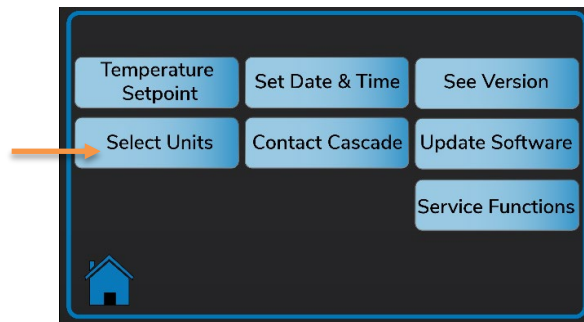 Temperature
Setpoint
Set Date & Time
See Version
Select Units
Contact Cascade
Update Software
Service Functions